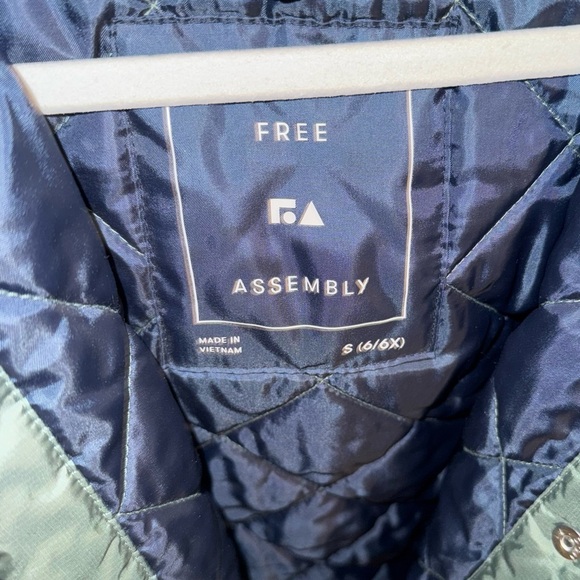 FREE
ASSEMBLY
MADE IN
VIETNAM
S (6/6X)